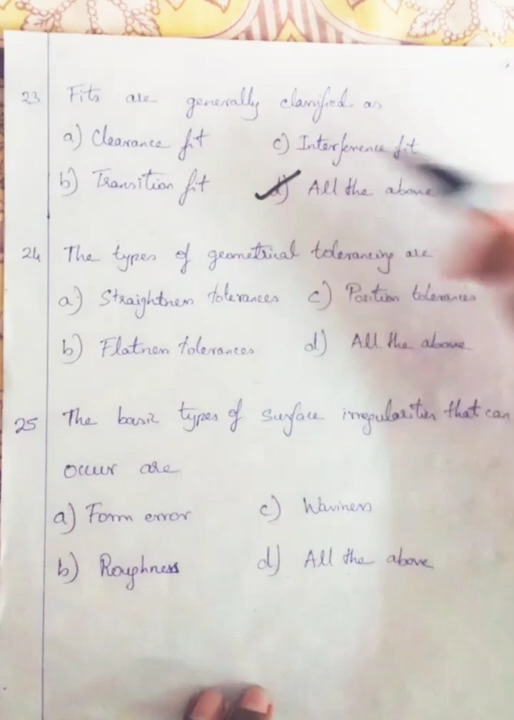 23 Fits are generally classified as
a) Clearance fit c) Interference fit
b) Transition fit d) All the above
24 The types of geometrical tolerancing are
a) Straightness tolerances c) Position tolerances
b) Flatness tolerances d) All the above
25 The basic types of surface irregularities that can
occur are
a) Form error c) Waviness
b) Roughness d) All the above